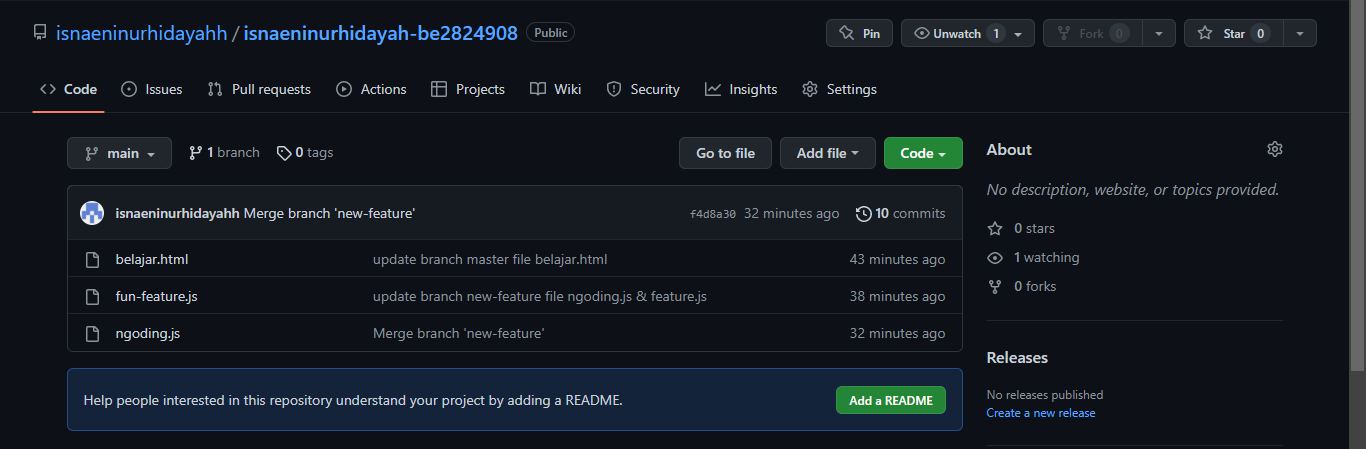 isnaeninurhidayahh / isnaeninurhidayah-be2824908 Public Pin Unwatch 1 Fork 0 Star 0
Code Issues Pull requests Actions Projects Wiki Security Insights Settings
main 1 branch 0 tags Go to file Add file Code
isnaeninurhidayahh Merge branch 'new-feature' f4d8a30 32 minutes ago 10 commits
belajar.html update branch master file belajar.html 43 minutes ago
fun-feature.js update branch new-feature file ngoding.js & feature.js 38 minutes ago
ngoding.js Merge branch 'new-feature' 32 minutes ago
Help people interested in this repository understand your project by adding a README. Add a README
About
No description, website, or topics provided.
0 stars
1 watching
0 forks
Releases
No releases published
Create a new release